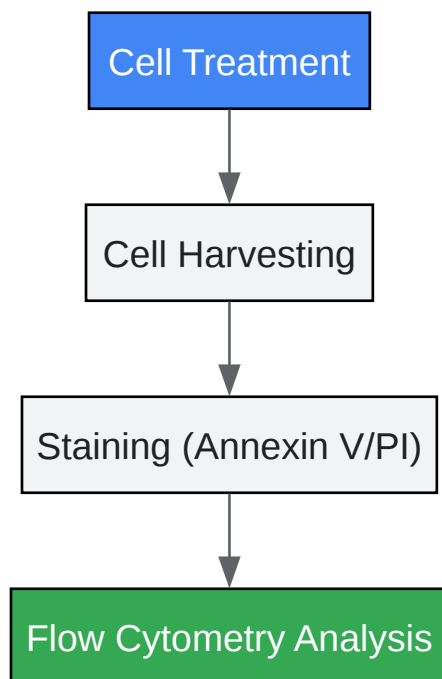 Cell Treatment
Cell Harvesting
Staining (Annexin V/PI)
Flow Cytometry Analysis